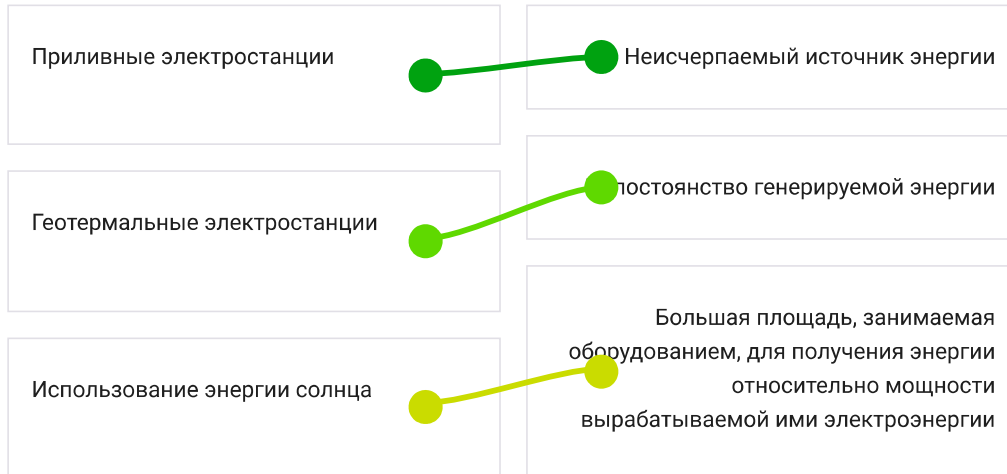 Приливные электростанции
Неисчерпаемый источник энергии
генерируемой энергии
Геотермальные электростанции
Большая площадь, занимаемая
оборудованием, для получения энергии
относительно мощности
вырабатываемой ими электроэнергии
Использование энергии солнца